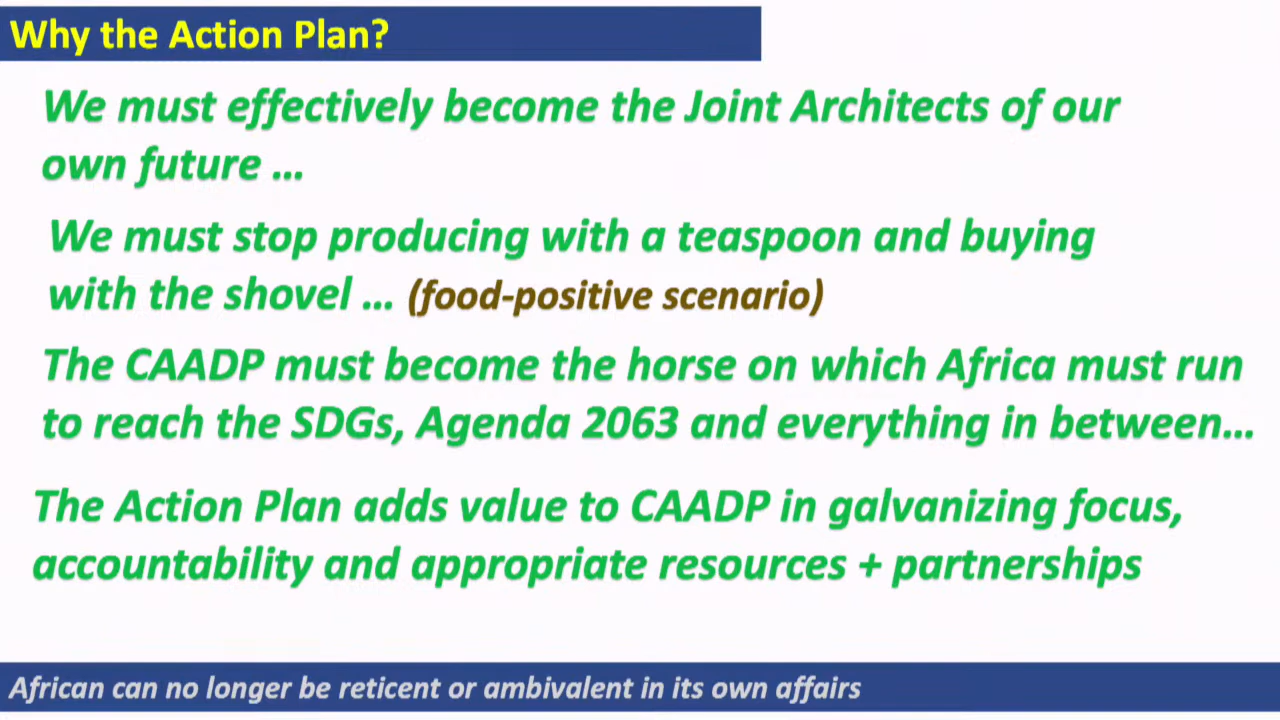 Why the Action Plan?
We must effectively become the Joint Architects of our
own future ...
We must stop producing with a teaspoon and buying
with the shovel ... (food-positive scenario)
The CAADP must become the horse on which Africa must run
to reach the SDGs, Agenda 2063 and everything in between...
The Action Plan adds value to CAADP in galvanizing focus,
accountability and appropriate resources + partnerships
African can no longer be reticent or ambivalent in its own affairs